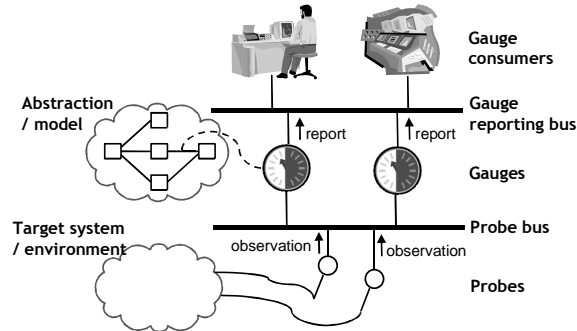 Gauge
consumers
Abstraction
/ model
Gauge
reporting bus
report
report
Gauges
Target system
/ environment
Probe bus
observation
observation
Probes